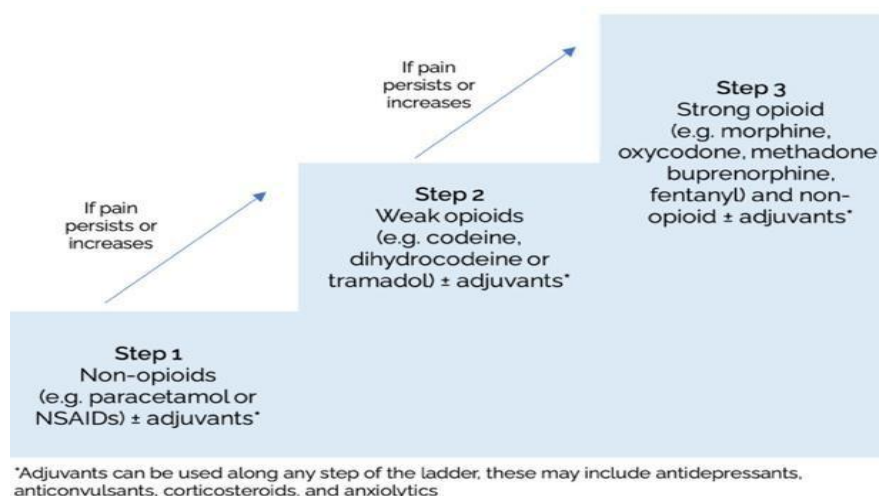 If pain
persists or
increases
Step 3
Strong opioid
(e.g. morphine,
oxycodone, methadone
buprenorphine,
fentanyl) and non-
opioid ± adjuvants*
If pain
persists or
increases
Step 2
Weak opioids
(e.g. codeine,
dihydrocodeine or
tramadol) ± adjuvants*
Step 1
Non-opioids
(e.g. paracetamol or
NSAIDs) ± adjuvants*
*Adjuvants can be used along any step of the ladder, these may include antidepressants,
anticonvulsants, corticosteroids, and anxiolytics